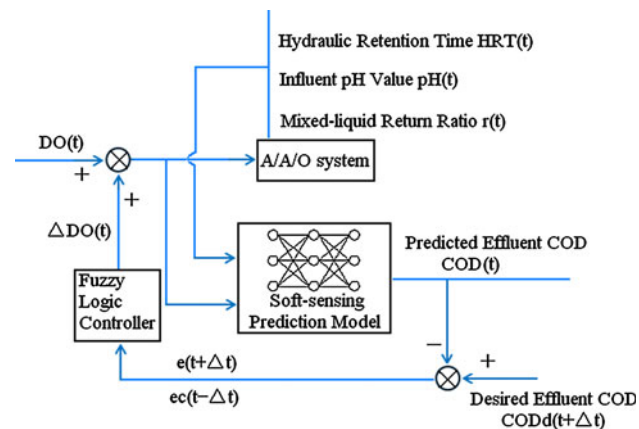 Hydraulic Retention Time HRT(t)
Influent pH Value pH(t)
Mixed-liquid Return Ratio r(t)
DO(t)
+
A/A/O system
+
△DO(t)
Fuzzy
Logic
Controller
Soft-sensing
Prediction Model
Predicted Effluent COD
COD(t)
−
+
e(t+△t)
ec(t−△t)
Desired Effluent COD
CODd(t+△t)